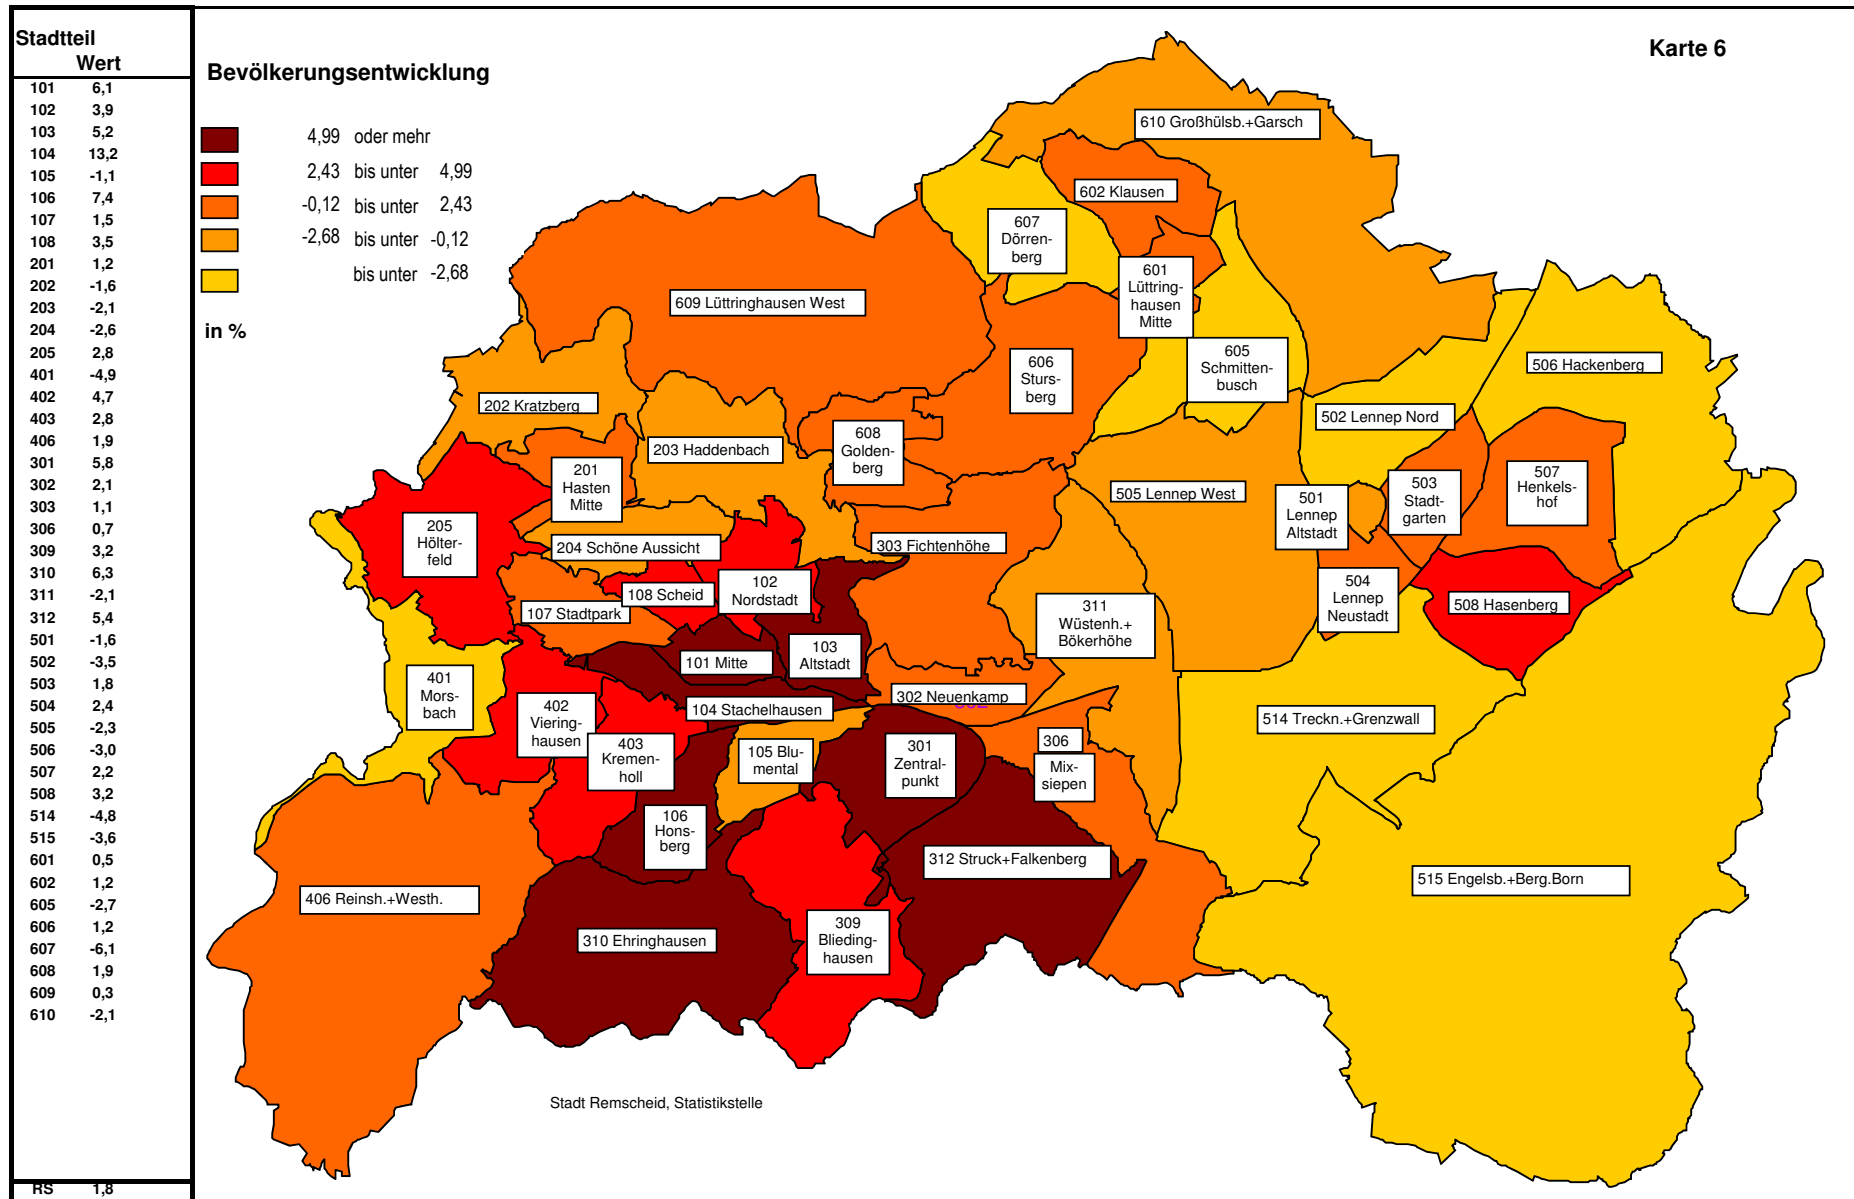 Stadtteil
Wert
101 6,1
102 3,9
103 5,2
104 13,2
105 -1,1
106 7,4
107 1,5
108 3,5
201 1,2
202 -1,6
203 -2,1
204 -2,6
205 2,8
401 -4,9
402 4,7
403 2,8
406 1,9
301 5,8
302 2,1
303 1,1
306 0,7
309 3,2
310 6,3
311 -2,1
312 5,4
501 -1,6
502 -3,5
503 1,8
504 2,4
505 -2,3
506 -3,0
507 2,2
508 3,2
514 -4,8
515 -3,6
601 0,5
602 1,2
605 -2,7
606 1,2
607 -6,1
608 1,9
609 0,3
610 -2,1
RS 1,8
Bevölkerungsentwicklung
4,99 oder mehr
2,43 bis unter 4,99
-0,12 bis unter 2,43
-2,68 bis unter -0,12
bis unter -2,68
in %
Karte 6
610 Großhülsb.+Garsch
602 Klausen
607
Dörren-
berg
601
Lüttring-
hausen
Mitte
609 Lüttringhausen West
605
Schmitten-
busch
606
Sturs-
berg
506 Hackenberg
202 Kratzberg
502 Lennep Nord
203 Haddenbach
608
Golden-
berg
201
Hasten
Mitte
505 Lennep West
501
Lennep
Altstadt
503
Stadt-
garten
507
Henkels-
hof
205
Hölter-
feld
204 Schöne Aussicht
303 Fichtenhöhe
102
Nordstadt
108 Scheid
107 Stadtpark
311
Wüstenh.+
Bökerhöhe
504
Lennep
Neustadt
508 Hasenberg
101 Mitte
103
Altstadt
401
Mors-
bach
302 Neuenkamp
402
Viering-
hausen
104 Stachelhausen
514 Treckn.+Grenzwall
403
Kremen-
holl
105 Blu-
mental
301
Zentral-
punkt
306
Mix-
siepen
106
Hons-
berg
312 Struck+Falkenberg
515 Engelsb.+Berg.Born
406 Reinsh.+Westh.
310 Ehringhausen
309
Blieding-
hausen
Stadt Remscheid, Statistikstelle